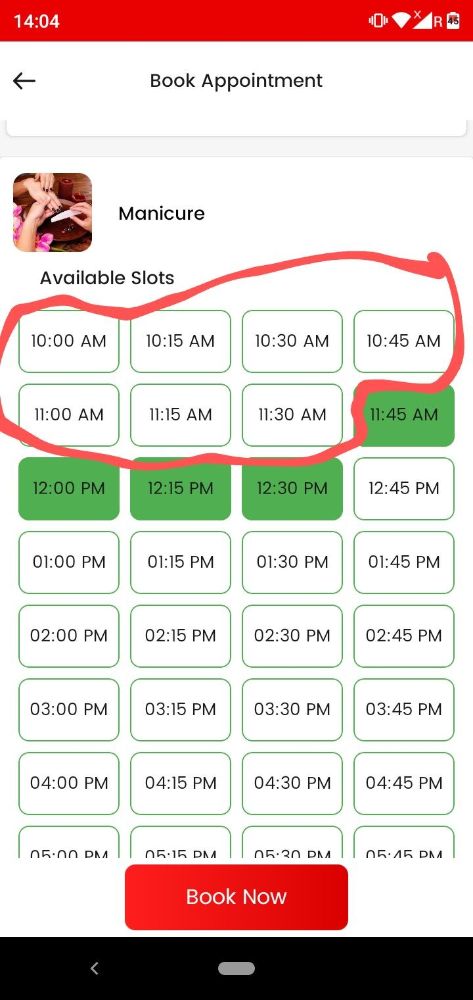 14:04
R 45
Book Appointment
Manicure
Available Slots
10:00 AM 10:15 AM 10:30 AM 10:45 AM
11:00 AM 11:15 AM 11:30 AM 11:45 AM
12:00 PM 12:15 PM 12:30 PM 12:45 PM
01:00 PM 01:15 PM 01:30 PM 01:45 PM
02:00 PM 02:15 PM 02:30 PM 02:45 PM
03:00 PM 03:15 PM 03:30 PM 03:45 PM
04:00 PM 04:15 PM 04:30 PM 04:45 PM
05:00 PM 05:15 PM 05:30 PM 05:45 PM
Book Now